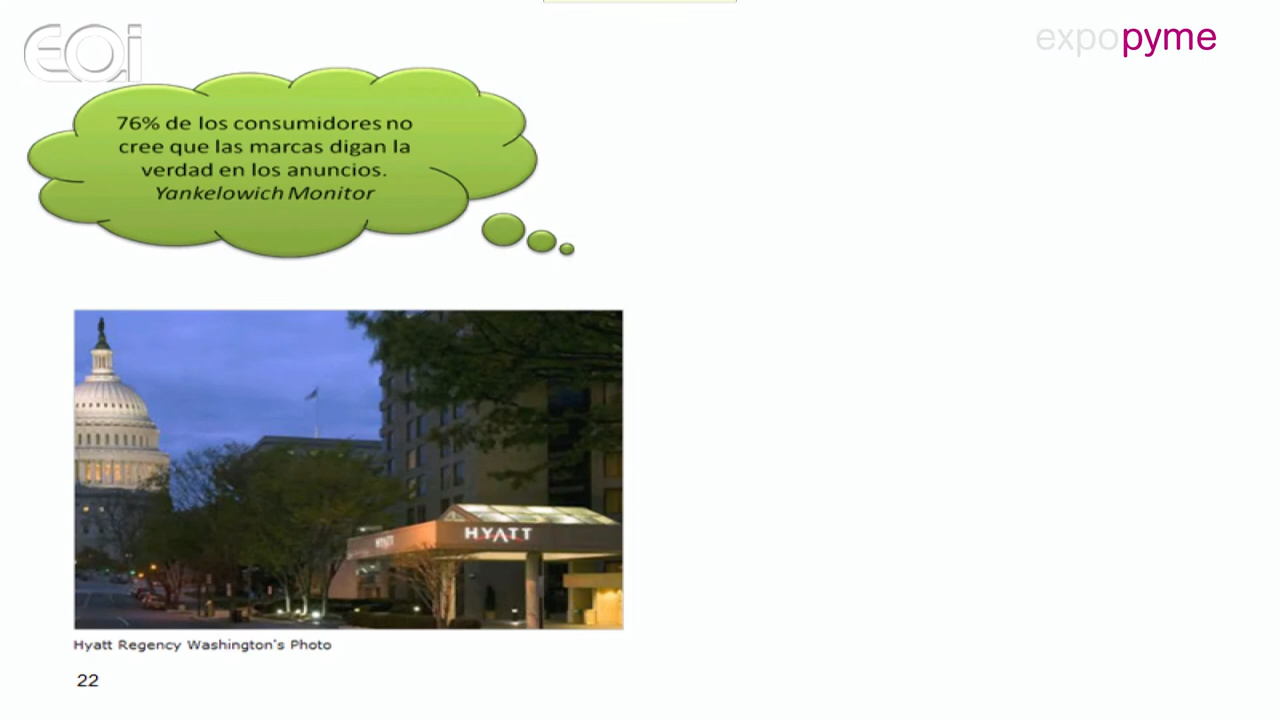 EOi
expopyme
76% de los consumidores no
cree que las marcas digan la
verdad en los anuncios.
Yankelowich Monitor
HYATT
HYATT
Hyatt Regency Washington's Photo
22